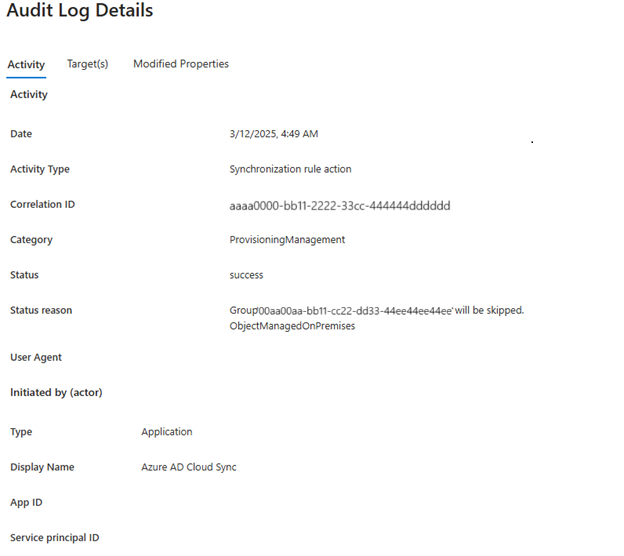 Audit Log Details
Activity Target(s) Modified Properties
Activity
Date 3/12/2025, 4:49 AM
Activity Type Synchronization rule action
Correlation ID aaaa0000-bb11-2222-33cc-444444dddddd
Category ProvisioningManagement
Status success
Status reason Group'00aa00aa-bb11-cc22-dd33-44ee44ee44ee' will be skipped.
ObjectManagedOnPremises
User Agent
Initiated by (actor)
Type Application
Display Name Azure AD Cloud Sync
App ID
Service principal ID